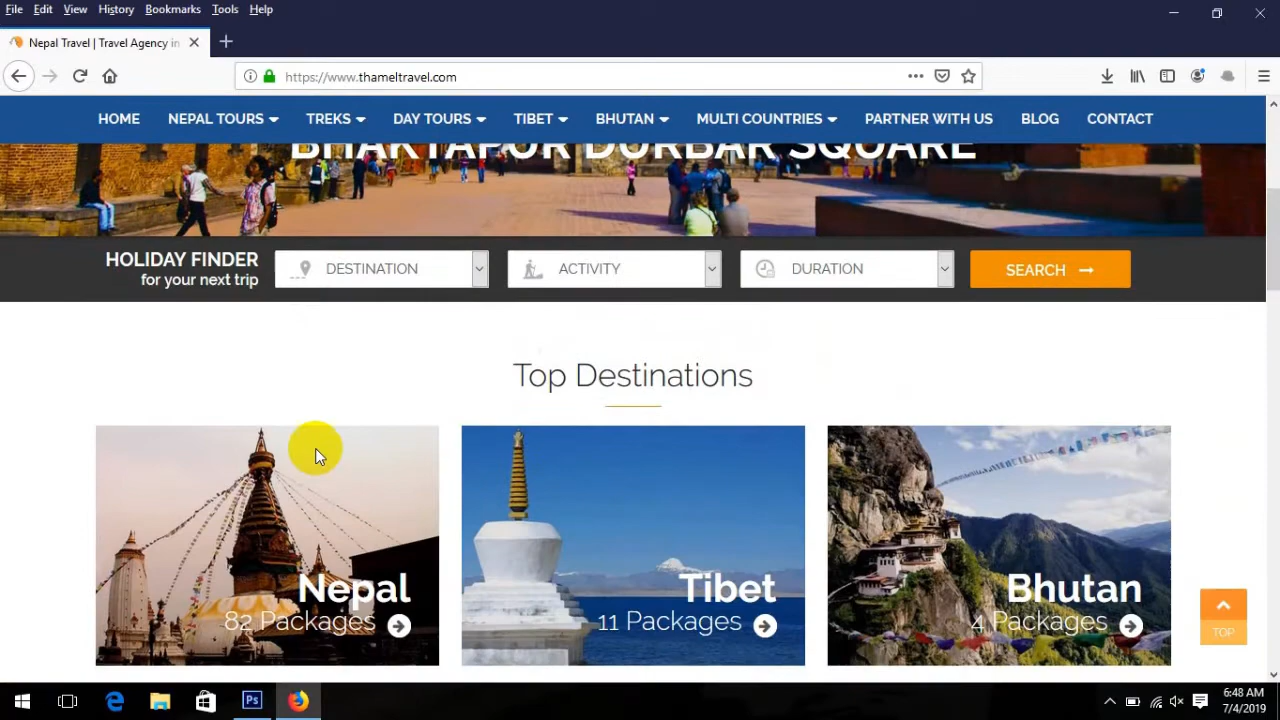 File Edit View History Bookmarks Tools Help
Nepal Travel | Travel Agency in
https://www.thameltravel.com
HOME NEPAL TOURS TREKS DAY TOURS TIBET BHUTAN MULTI COUNTRIES PARTNER WITH US BLOG CONTACT
BHAKTAPUR DURBAR SQUARE
HOLIDAY FINDER
for your next trip
DESTINATION
ACTIVITY
DURATION
SEARCH
Top Destinations
Nepal
82 Packages
Tibet
11 Packages
Bhutan
4 Packages
TOP
Ps
6:48 AM
7/4/2019